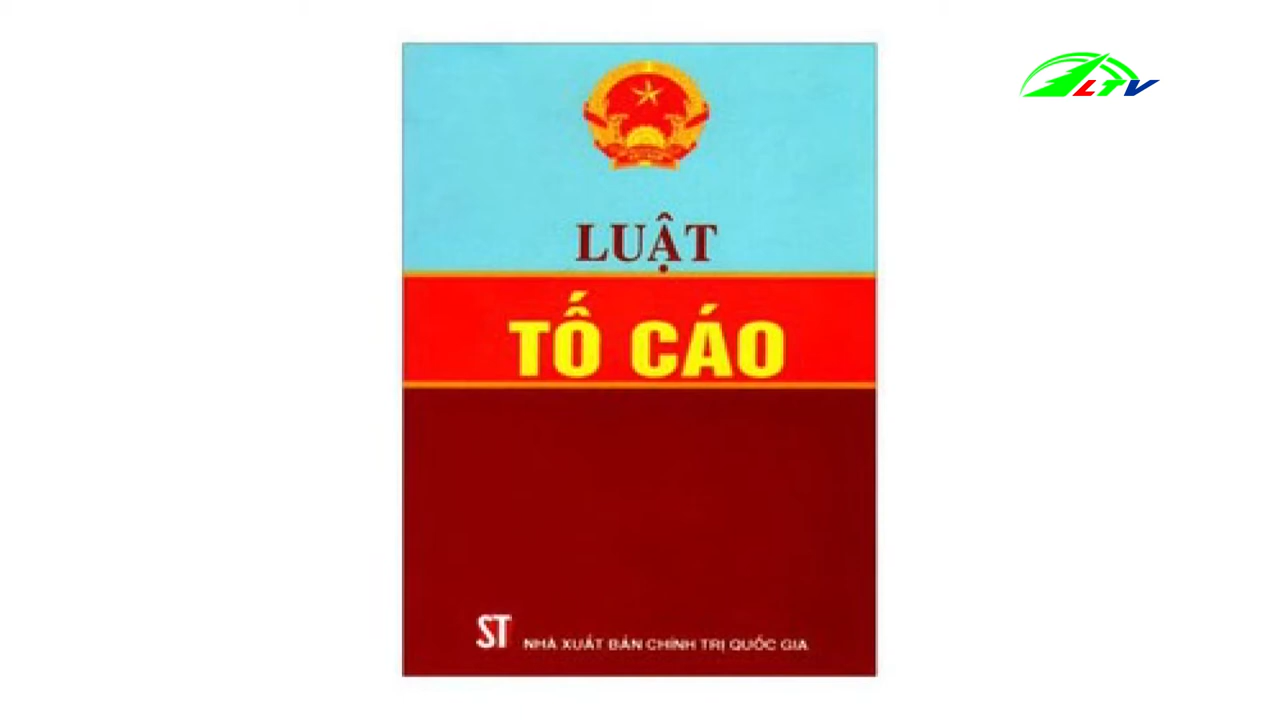 LTV
LUẬT
TỐ CÁO
ST NHÀ XUẤT BẢN CHÍNH TRỊ QUỐC GIA